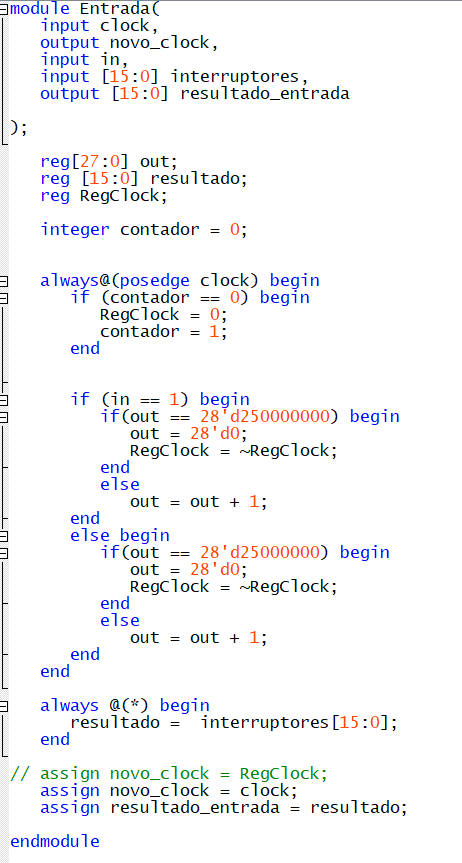 module Entrada(
input clock,
output novo_clock,
input in,
input [15:0] interruptores,
output [15:0] resultado_entrada
);
reg[27:0] out;
reg [15:0] resultado;
reg RegClock;
integer contador = 0;
always@(posedge clock) begin
if (contador == 0) begin
RegClock = 0;
contador = 1;
end
if (in == 1) begin
if(out == 28'd250000000) begin
out = 28'd0;
RegClock = ~RegClock;
end
else
out = out + 1;
end
else begin
if(out == 28'd25000000) begin
out = 28'd0;
RegClock = ~RegClock;
end
else
out = out + 1;
end
end
always @(*) begin
resultado =  interruptores[15:0];
end
// assign novo_clock = RegClock;
assign novo_clock = clock;
assign resultado_entrada = resultado;
endmodule